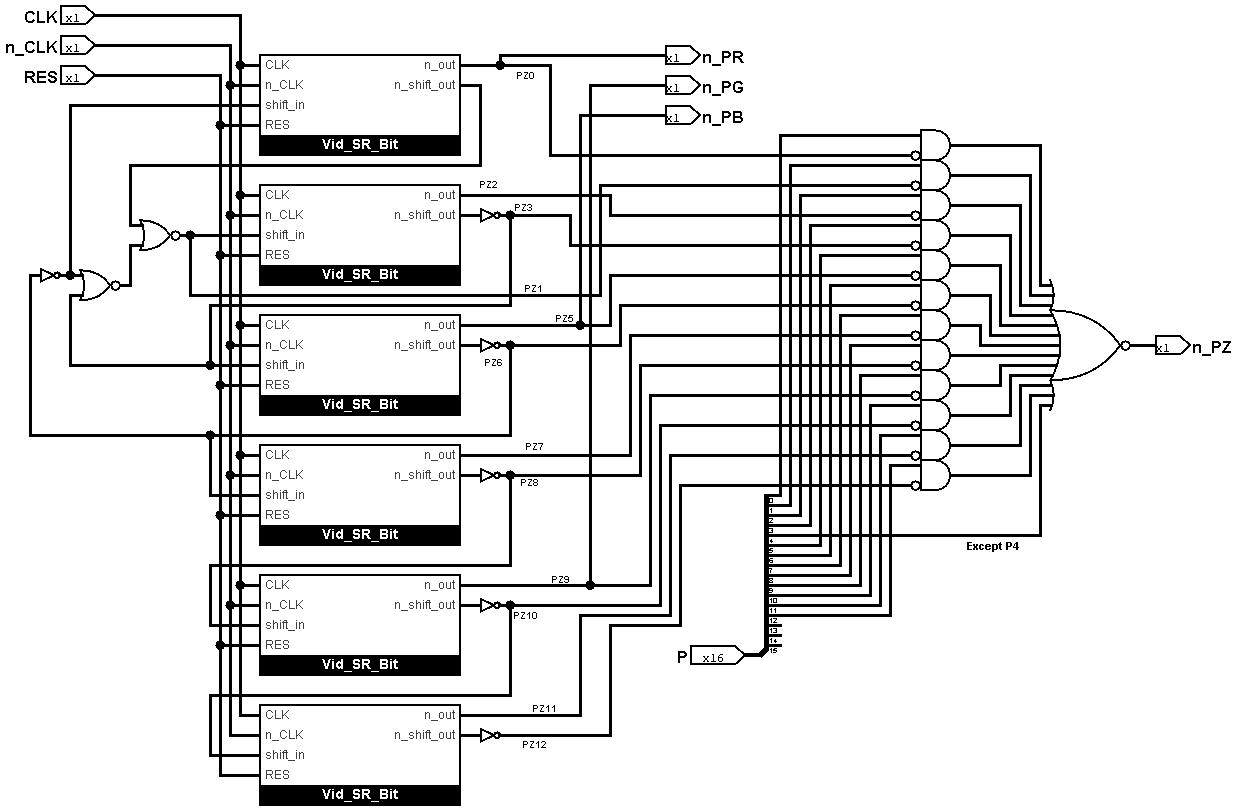 CLK x1
n_CLK x1
RES x1
CLK n_out
n_CLK n_shift_out
shift_in
RES
Vid_SR_Bit
PZ0
x1 n_PR
x1 n_PG
x1 n_PB
CLK n_out
n_CLK n_shift_out
shift_in
RES
Vid_SR_Bit
PZ2
PZ3
PZ1
CLK n_out
n_CLK n_shift_out
shift_in
RES
Vid_SR_Bit
PZ5
PZ6
x1 n_PZ
CLK n_out
n_CLK n_shift_out
shift_in
RES
Vid_SR_Bit
PZ7
PZ8
0
1
2
3
4
5
6
7
8
9
10
11
12
13
14
15
Except P4
CLK n_out
n_CLK n_shift_out
shift_in
RES
Vid_SR_Bit
PZ9
PZ10
P x16
CLK n_out
n_CLK n_shift_out
shift_in
RES
Vid_SR_Bit
PZ11
PZ12